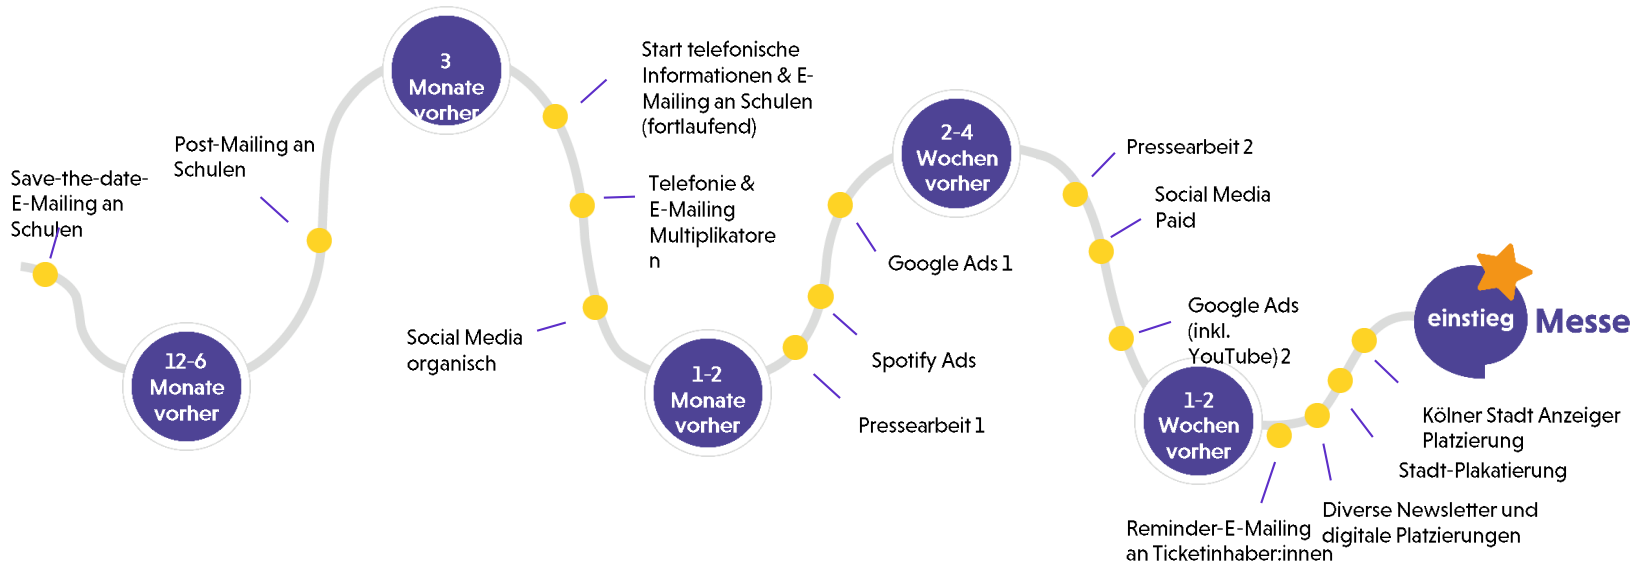 Save-the-date-
E-Mailing an
Schulen
12-6
Monate
vorher
Post-Mailing an
Schulen
3
Monate
vorher
Start telefonische
Informationen & E-
Mailing an Schulen
(fortlaufend)
Telefonie &
E-Mailing
Multiplikatore
n
Social Media
organisch
1-2
Monate
vorher
Pressearbeit 1
Spotify Ads
Google Ads 1
2-4
Wochen
vorher
Pressearbeit 2
Social Media
Paid
Google Ads
(inkl.
YouTube) 2
1-2
Wochen
vorher
Reminder-E-Mailing
an Ticketinhaber:innen
Diverse Newsletter und
digitale Platzierungen
Stadt-Plakatierung
Kölner Stadt Anzeiger
Platzierung
einstieg Messe